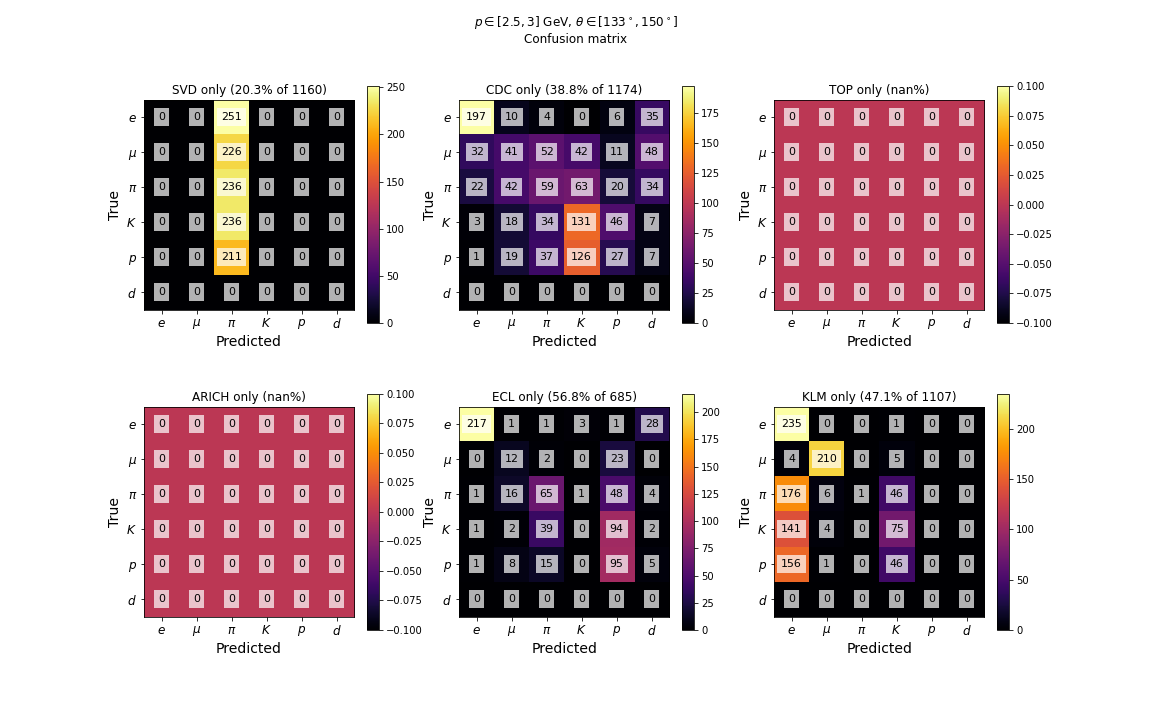 p ∈ [2.5, 3] GeV, θ ∈ [133°, 150°]
Confusion matrix
SVD only (20.3% of 1160)
e 0 0 251 0 0 0
μ 0 0 226 0 0 0
π 0 0 236 0 0 0
K 0 0 236 0 0 0
p 0 0 211 0 0 0
d 0 0 0 0 0 0
e μ π K p d
True
Predicted
250
200
150
100
50
0
CDC only (38.8% of 1174)
e 197 10 4 0 6 35
μ 32 41 52 42 11 48
π 22 42 59 63 20 34
K 3 18 34 131 46 7
p 1 19 37 126 27 7
d 0 0 0 0 0 0
e μ π K p d
True
Predicted
175
150
125
100
75
50
25
0
TOP only (nan%)
e 0 0 0 0 0 0
μ 0 0 0 0 0 0
π 0 0 0 0 0 0
K 0 0 0 0 0 0
p 0 0 0 0 0 0
d 0 0 0 0 0 0
e μ π K p d
True
Predicted
0.100
0.075
0.050
0.025
0.000
−0.025
−0.050
−0.075
−0.100
ARICH only (nan%)
e 0 0 0 0 0 0
μ 0 0 0 0 0 0
π 0 0 0 0 0 0
K 0 0 0 0 0 0
p 0 0 0 0 0 0
d 0 0 0 0 0 0
e μ π K p d
True
Predicted
0.100
0.075
0.050
0.025
0.000
−0.025
−0.050
−0.075
−0.100
ECL only (56.8% of 685)
e 217 1 1 3 1 28
μ 0 12 2 0 23 0
π 1 16 65 1 48 4
K 1 2 39 0 94 2
p 1 8 15 0 95 5
d 0 0 0 0 0 0
e μ π K p d
True
Predicted
200
175
150
125
100
75
50
25
0
KLM only (47.1% of 1107)
e 235 0 0 1 0 0
μ 4 210 0 5 0 0
π 176 6 1 46 0 0
K 141 4 0 75 0 0
p 156 1 0 46 0 0
d 0 0 0 0 0 0
e μ π K p d
True
Predicted
200
150
100
50
0